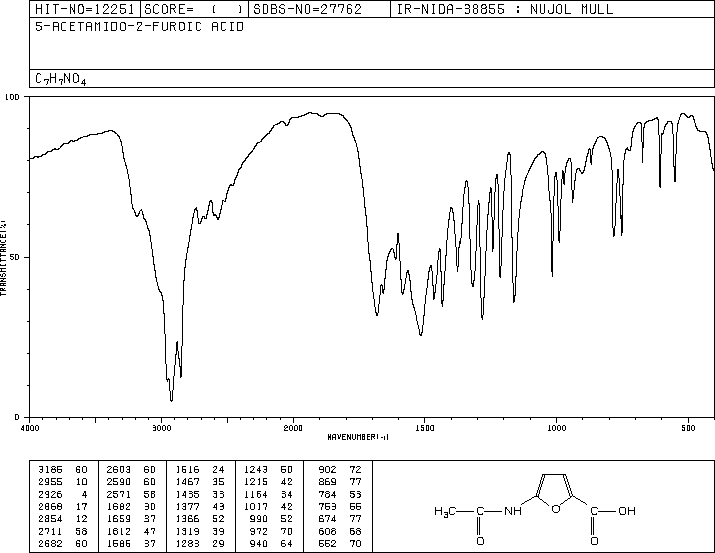 HIT-NO=12251 SCORE= ( ) SDBS-NO=27762 IR-NIDA-38855 : NUJOL MULL
5-ACETAMIDO-2-FUROIC ACID
C7H7NO4
100
50
0
TRANSMITTANCE(%)
4000 3000 2000 1500 1000 500
WAVENUMBER(-1)
3185 60 2603 60 1516 24 1243 50 902 72
2955 10 2590 60 1467 35 1215 42 869 77
2926 4 2571 58 1435 33 1164 34 784 53
2868 17 1682 30 1377 43 1017 42 753 55
2854 12 1659 37 1366 52 990 52 674 77
2711 58 1612 47 1319 39 972 70 608 68
2682 60 1585 37 1283 29 940 64 552 70
H3C NH O OH
O O